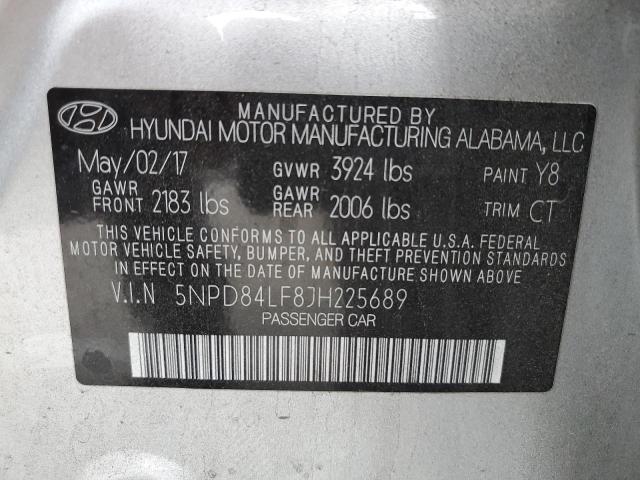 MANUFACTURED BY
HYUNDAI MOTOR MANUFACTURING ALABAMA, LLC
May/02/17 GVWR 3924 lbs PAINT Y8
GAWR FRONT 2183 lbs GAWR REAR 2006 lbs TRIM CT
THIS VEHICLE CONFORMS TO ALL APPLICABLE U.S.A. FEDERAL
MOTOR VEHICLE SAFETY, BUMPER, AND THEFT PREVENTION
STANDARDS IN EFFECT ON THE DATE OF MANUFACTURE SHOWN ABOVE.
V.I.N 5NPD84LF8JH225689
PASSENGER CAR